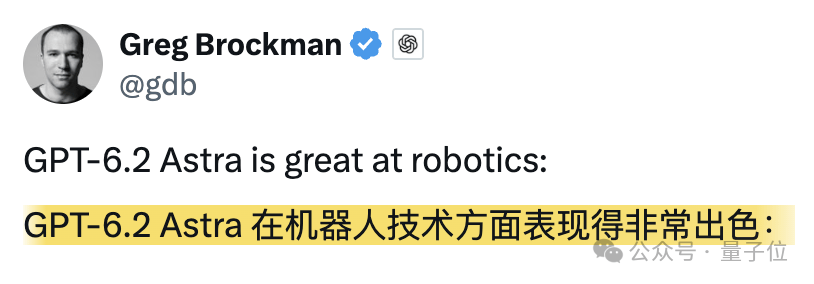 Greg Brockman
@gdb
GPT-6.2 Astra is great at robotics:
GPT-6.2 Astra 在机器人技术方面表现得非常出色：
公众号 · 量子位